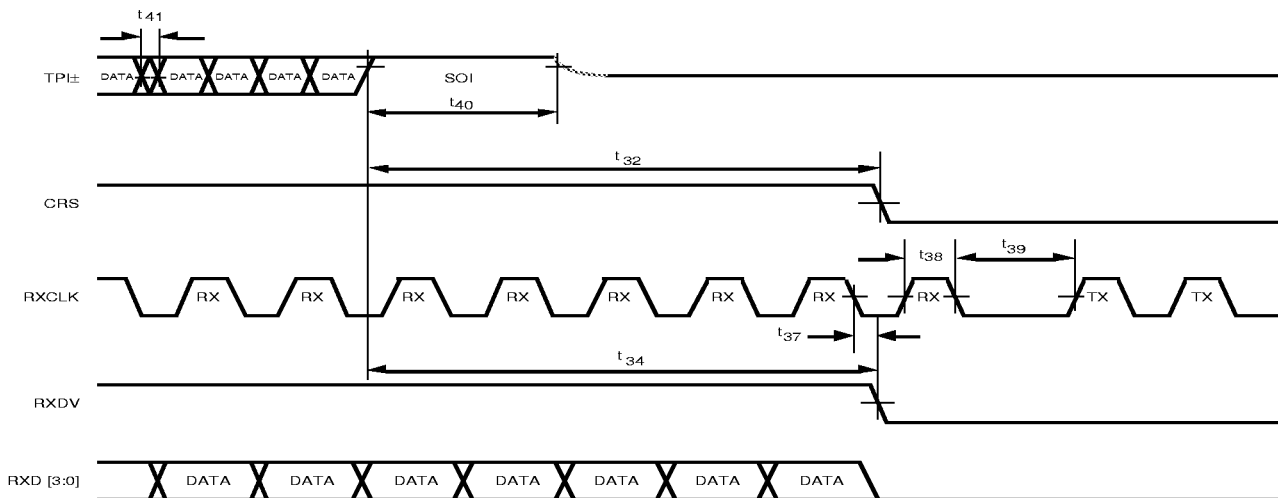 t41
TPI± DATA DATA DATA DATA DATA SOI
t40
t32
CRS
t38 t39
RXCLK RX RX RX RX RX RX RX RX TX TX
t37
t34
RXDV
RXD [3:0] DATA DATA DATA DATA DATA DATA DATA